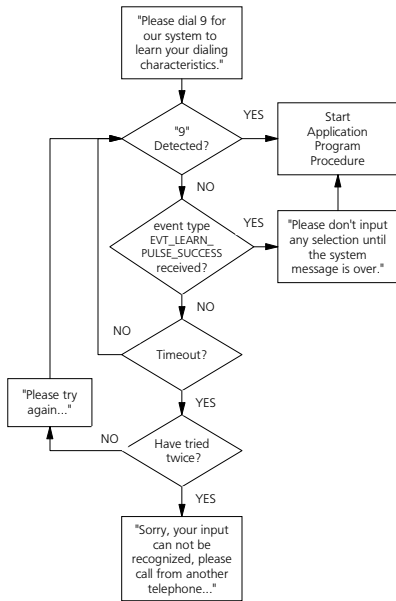 "Please dial 9 for
our system to
learn your dialing
characteristics."
YES
"9"
Detected?
Start
Application
Program
Procedure
NO
event type
EVT_LEARN_
PULSE_SUCCESS
received?
YES
"Please don't input
any selection until
the system
message is over."
NO
NO
Timeout?
"Please try
again..."
YES
NO
Have tried
twice?
YES
"Sorry, your input
can not be
recognized, please
call from another
telephone..."